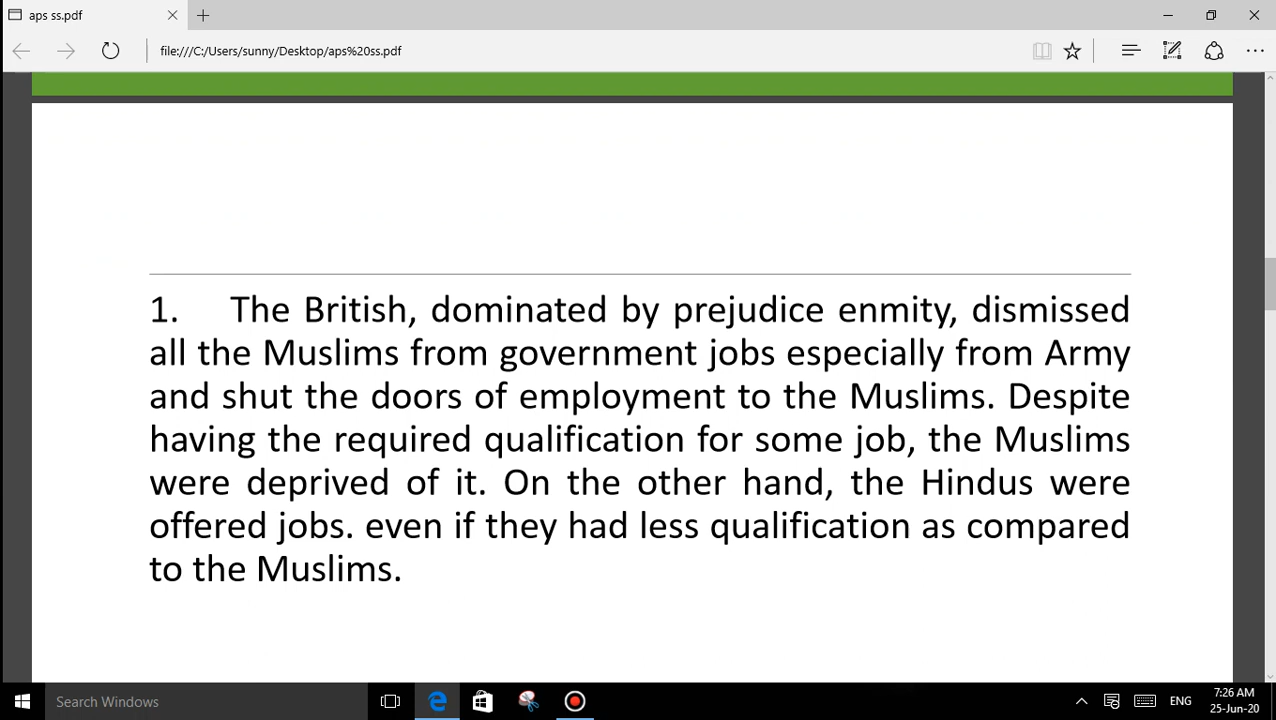 aps ss.pdf
file:///C:/Users/sunny/Desktop/aps%20ss.pdf
1. The British, dominated by prejudice enmity, dismissed
all the Muslims from government jobs especially from Army
and shut the doors of employment to the Muslims. Despite
having the required qualification for some job, the Muslims
were deprived of it. On the other hand, the Hindus were
offered jobs. even if they had less qualification as compared
to the Muslims.
Search Windows
ENG
7:26 AM
25-Jun-20